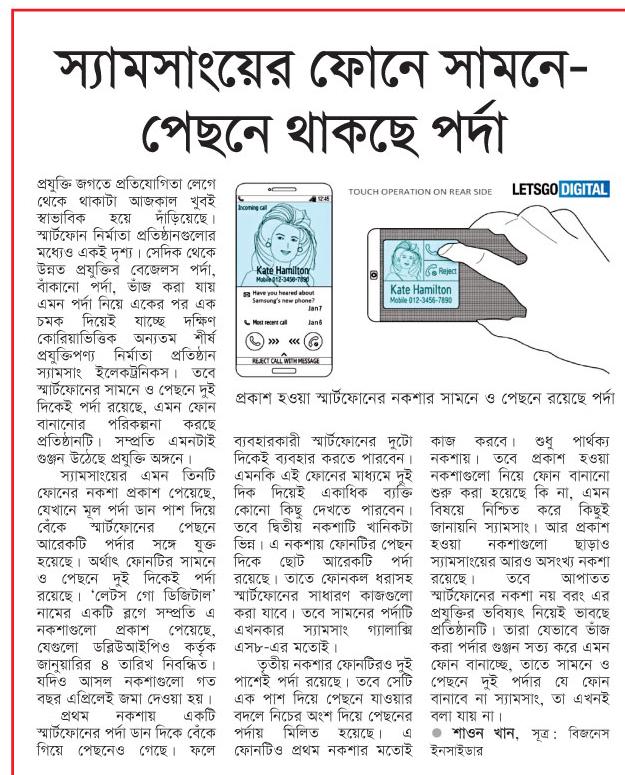 স্যামসাংয়ের ফোনে সামনে-
পেছনে থাকছে পর্দা
প্রযুক্তি জগতে প্রতিযোগিতা লেগে
থেকে থাকাটা আজকাল খুবই
স্বাভাবিক হয়ে দাঁড়িয়েছে।
স্মার্টফোন নির্মাতা প্রতিষ্ঠানগুলোর
মধ্যেও একই দৃশ্য। সেদিক থেকে
উন্নত প্রযুক্তির বেজেলস পর্দা,
বাঁকানো পর্দা, ভাঁজ করা যায়
এমন পর্দা নিয়ে একের পর এক
চমক দিয়েই যাচ্ছে দক্ষিণ
কোরিয়াভিত্তিক অন্যতম শীর্ষ
প্রযুক্তিপণ্য নির্মাতা প্রতিষ্ঠান
স্যামসাং ইলেকট্রনিকস। তবে
স্মার্টফোনের সামনে ও পেছনে দুই
দিকেই পর্দা রয়েছে, এমন ফোন
বানানোর পরিকল্পনা করছে
প্রতিষ্ঠানটি। সম্প্রতি এমনটাই
গুঞ্জন উঠেছে প্রযুক্তি অঙ্গনে।
স্যামসাংয়ের এমন তিনটি
ফোনের নকশা প্রকাশ পেয়েছে,
যেখানে মূল পর্দা ডান পাশ দিয়ে
বেঁকে স্মার্টফোনের পেছনে
আরেকটি পর্দার সঙ্গে যুক্ত
হয়েছে। অর্থাৎ ফোনটির সামনে
ও পেছনে দুই দিকেই পর্দা
রয়েছে। ‘লেটস গো ডিজিটাল’
নামের একটি ব্লগে সম্প্রতি এ
নকশাগুলো প্রকাশ পেয়েছে,
যেগুলো ডব্লিউআইপিও কর্তৃক
জানুয়ারির ৪ তারিখ নিবন্ধিত।
যদিও আসল নকশাগুলো গত
বছর এপ্রিলেই জমা দেওয়া হয়।
প্রথম নকশায় একটি
স্মার্টফোনের পর্দা ডান দিকে বেঁকে
গিয়ে পেছনেও গেছে। ফলে
12:45
Incoming call
Kate Hamilton
Mobile 012-3456-7890
Have you heared about
Samsung's new phone?
Jan7
Most recent call Jan6
REJECT CALL WITH MESSAGE
TOUCH OPERATION ON REAR SIDE
LETSGO DIGITAL
Reject
Kate Hamilton
Mobile 012-3456-7890
প্রকাশ হওয়া স্মার্টফোনের নকশার সামনে ও পেছনে রয়েছে পর্দা
ব্যবহারকারী স্মার্টফোনের দুটো
দিকেই ব্যবহার করতে পারবেন।
এমনকি এই ফোনের মাধ্যমে দুই
দিক দিয়েই একাধিক ব্যক্তি
কোনো কিছু দেখতে পারবেন।
তবে দ্বিতীয় নকশাটি খানিকটা
ভিন্ন। এ নকশায় ফোনটির পেছন
দিকে ছোট আরেকটি পর্দা
রয়েছে। তাতে ফোনকল ধরাসহ
স্মার্টফোনের সাধারণ কাজগুলো
করা যাবে। তবে সামনের পর্দাটি
এখনকার স্যামসাং গ্যালাক্সি
এস৮-এর মতোই।
তৃতীয় নকশার ফোনটিরও দুই
পাশেই পর্দা রয়েছে। তবে সেটি
এক পাশ দিয়ে পেছনে যাওয়ার
বদলে নিচের অংশ দিয়ে পেছনের
পর্দায় মিলিত হয়েছে। এ
ফোনটিও প্রথম নকশার মতোই
কাজ করবে। শুধু পার্থক্য
নকশায়। তবে প্রকাশ হওয়া
নকশাগুলো নিয়ে ফোন বানানো
শুরু করা হয়েছে কি না, এমন
বিষয়ে নিশ্চিত করে কিছুই
জানায়নি স্যামসাং। আর প্রকাশ
হওয়া নকশাগুলো ছাড়াও
স্যামসাংয়ের আরও অসংখ্য নকশা
রয়েছে। তবে আপাতত
স্মার্টফোনের নকশা নয় বরং এর
প্রযুক্তির ভবিষ্যৎ নিয়েই ভাবছে
প্রতিষ্ঠানটি। তারা যেভাবে ভাঁজ
করা পর্দার গুঞ্জন সত্য করে এমন
ফোন বানাচ্ছে, তাতে সামনে ও
পেছনে দুই পর্দার যে ফোন
বানাবে না স্যামসাং, তা এখনই
বলা যায় না।
● শাওন খান, সূত্র : বিজনেস
ইনসাইডার